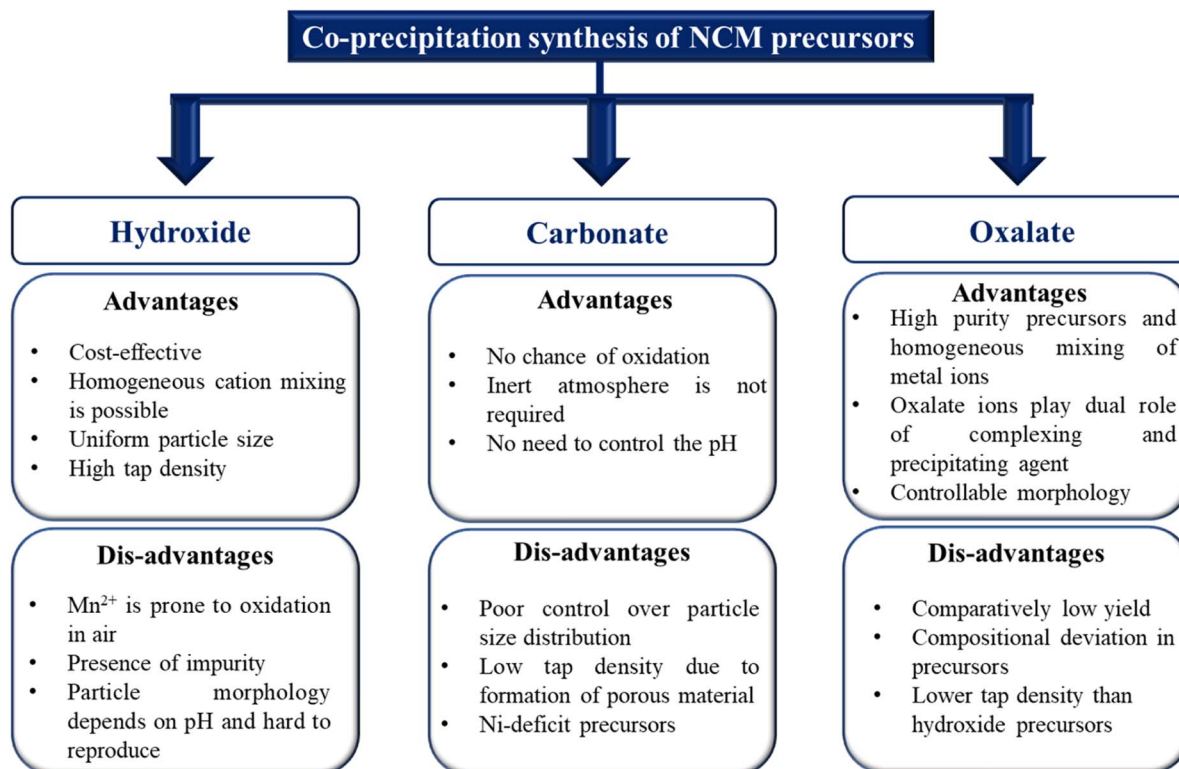 Co-precipitation synthesis of NCM precursors
Hydroxide
Advantages
• Cost-effective
• Homogeneous cation mixing
is possible
• Uniform particle size
• High tap density
Dis-advantages
• Mn²⁺ is prone to oxidation
in air
• Presence of impurity
• Particle morphology
depends on pH and hard to
reproduce
Carbonate
Advantages
• No chance of oxidation
• Inert atmosphere is not
required
• No need to control the pH
Dis-advantages
• Poor control over particle
size distribution
• Low tap density due to
formation of porous material
• Ni-deficit precursors
Oxalate
Advantages
• High purity precursors and
homogeneous mixing of
metal ions
• Oxalate ions play dual role
of complexing and
precipitating agent
• Controllable morphology
Dis-advantages
• Comparatively low yield
• Compositional deviation in
precursors
• Lower tap density than
hydroxide precursors